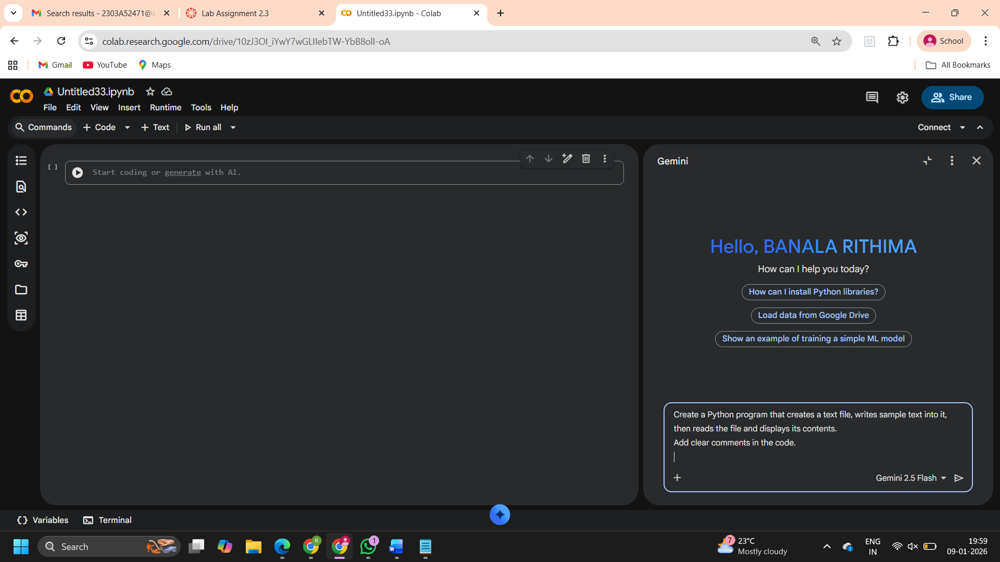 Search results - 2303A52471@s
Lab Assignment 2.3
Untitled33.ipynb - Colab
colab.research.google.com/drive/10zJ3OI_iYwY7wGLIIebTW-YbB8olI-oA
School
Gmail
YouTube
Maps
All Bookmarks
Untitled33.ipynb
File Edit View Insert Runtime Tools Help
Share
Commands
+ Code
+ Text
Run all
Connect
[ ]
Start coding or generate with AI.
Gemini
Hello, BANALA RITHIMA
How can I help you today?
How can I install Python libraries?
Load data from Google Drive
Show an example of training a simple ML model
Create a Python program that creates a text file, writes sample text into it,
then reads the file and displays its contents.
Add clear comments in the code.
Gemini 2.5 Flash
Variables
Terminal
Search
R
1
7
23°C
Mostly cloudy
ENG
IN
19:59
09-01-2026